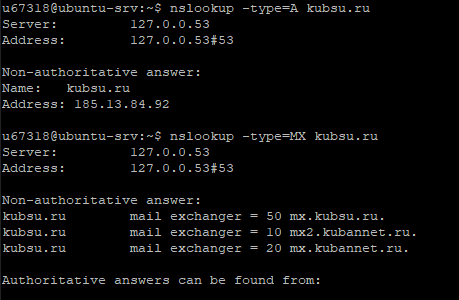 u67318@ubuntu-srv:~$ nslookup -type=A kubsu.ru
Server:         127.0.0.53
Address:        127.0.0.53#53
Non-authoritative answer:
Name:   kubsu.ru
Address: 185.13.84.92
u67318@ubuntu-srv:~$ nslookup -type=MX kubsu.ru
Server:         127.0.0.53
Address:        127.0.0.53#53
Non-authoritative answer:
kubsu.ru        mail exchanger = 50 mx.kubsu.ru.
kubsu.ru        mail exchanger = 10 mx2.kubannet.ru.
kubsu.ru        mail exchanger = 20 mx.kubannet.ru.
Authoritative answers can be found from: